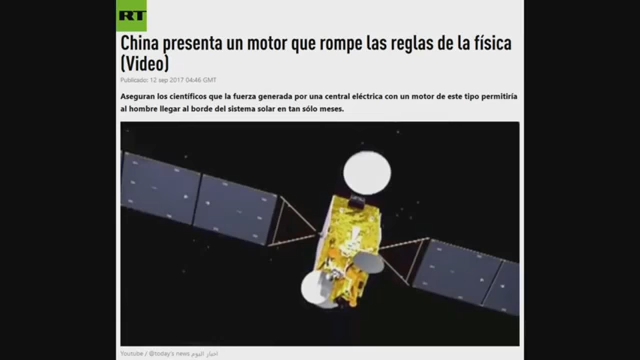 RT
China presenta un motor que rompe las reglas de la física
(Video)
Publicado: 12 sep 2017 04:46 GMT
Aseguran los científicos que la fuerza generada por una central eléctrica con un motor de este tipo permitiría
al hombre llegar al borde del sistema solar en tan sólo meses.
Youtube / @today's news اخبار اليوم